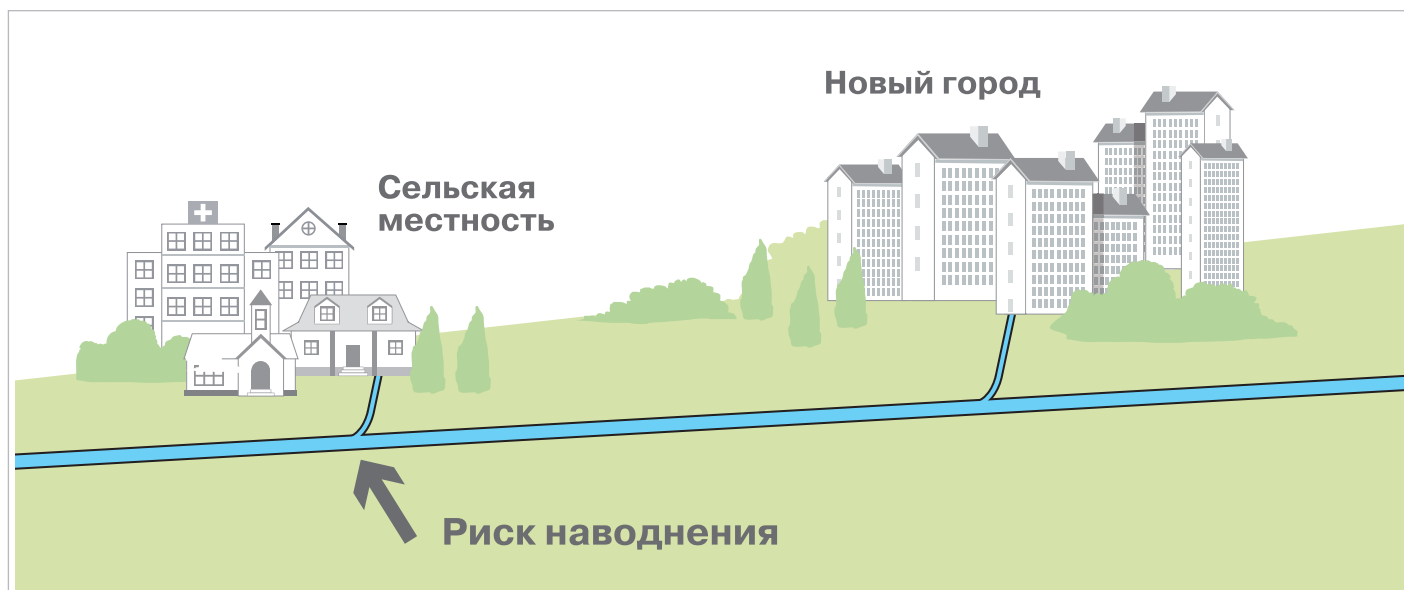 Новый город
Сельская
местность
Риск наводнения